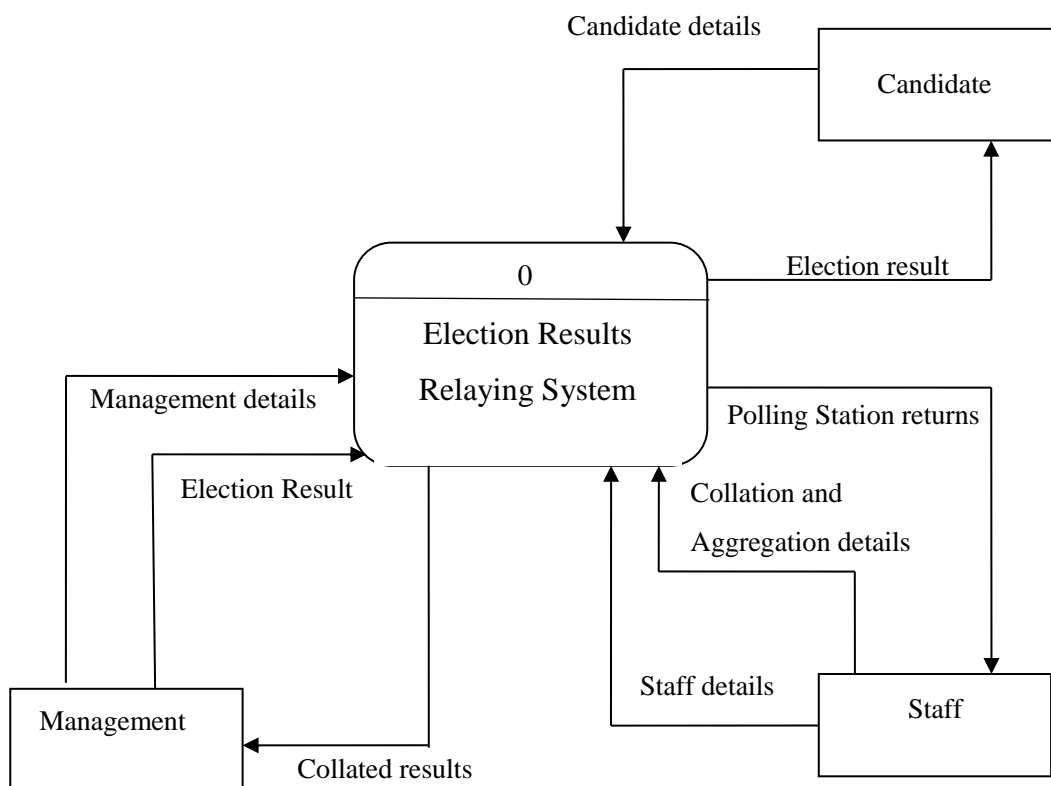 Candidate details
Candidate
0
Election result
Election Results
Relaying System
Management details
Polling Station returns
Election Result
Collation and
Aggregation details
Staff details
Staff
Management
Collated results